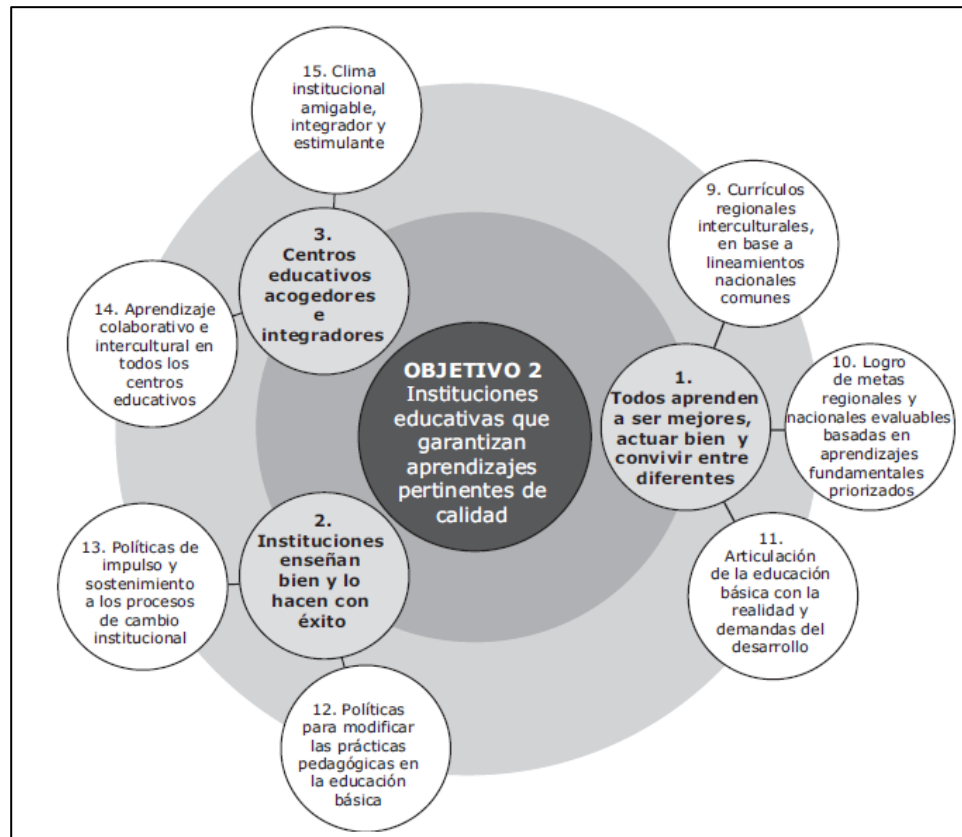 15. Clima
institucional
amigable,
integrador y
estimulante
9. Currículos
regionales
interculturales,
en base a
lineamientos
nacionales
comunes
3.
Centros
educativos
acogedores
e
integradores
14. Aprendizaje
colaborativo e
intercultural en
todos los
centros
educativos
OBJETIVO 2
Instituciones
educativas que
garantizan
aprendizajes
pertinentes de
calidad
1.
Todos aprenden
a ser mejores,
actuar bien y
convivir entre
diferentes
10. Logro
de metas
regionales y
nacionales evaluables
basadas en
aprendizajes
fundamentales
priorizados
2.
Instituciones
enseñan
bien y lo
hacen con
éxito
13. Políticas de
impulso y
sostenimiento
a los procesos
de cambio
institucional
11.
Articulación
de la educación
básica con la
realidad y
demandas del
desarrollo
12. Políticas
para modificar
las prácticas
pedagógicas en
la educación
básica